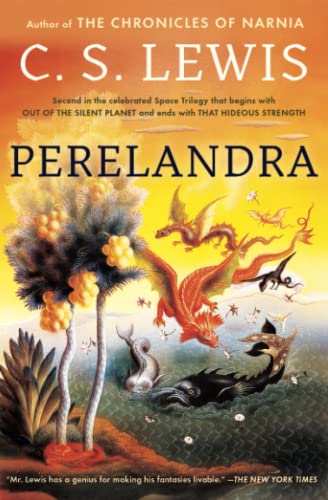 Author of THE CHRONICLES OF NARNIA
C. S. LEWIS
Second in the celebrated Space Trilogy that begins with
OUT OF THE SILENT PLANET and ends with THAT HIDEOUS STRENGTH
PERELANDRA
"Mr. Lewis has a genius for making his fantasies livable." —THE NEW YORK TIMES